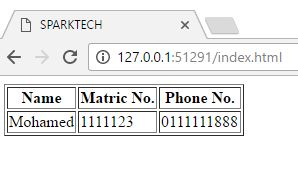 SPARKTECH
127.0.0.1:51291/index.html
Name Matric No. Phone No.
Mohamed 1111123 0111111888